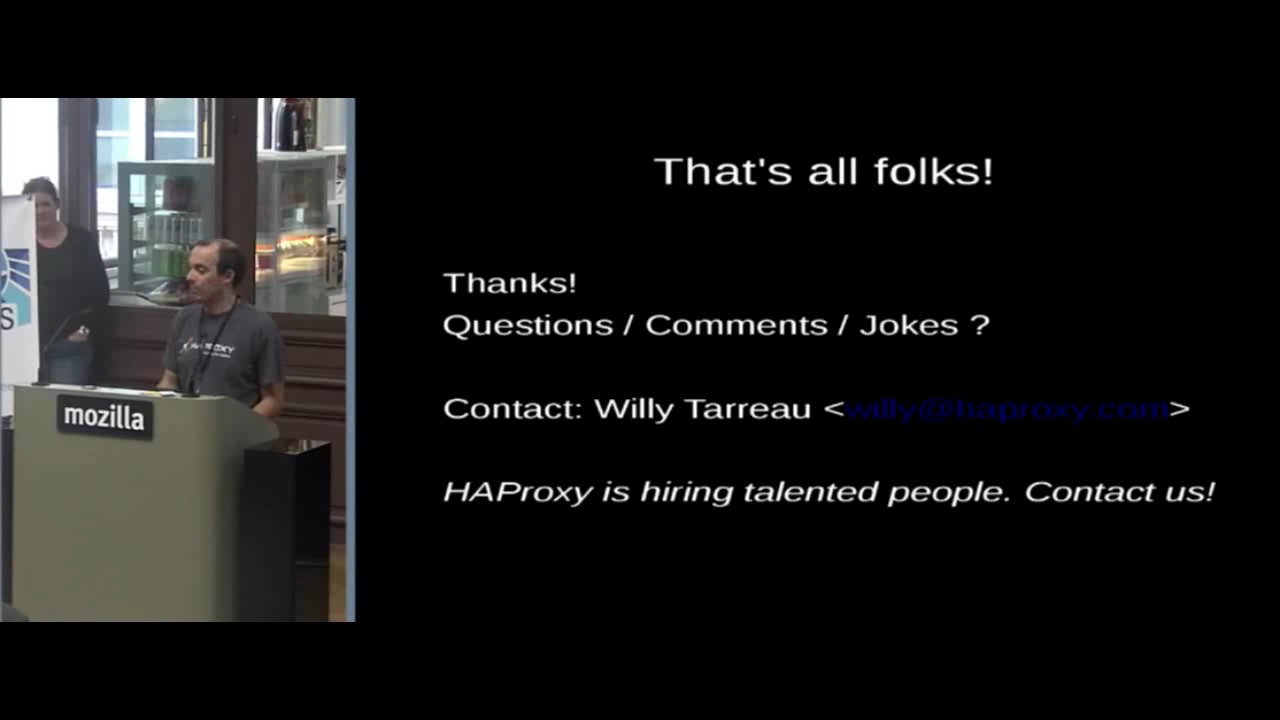 That's all folks!
Thanks!
Questions / Comments / Jokes ?
Contact: Willy Tarreau <willy@haproxy.com>
HAProxy is hiring talented people. Contact us!
mozilla
HAPROXY
S